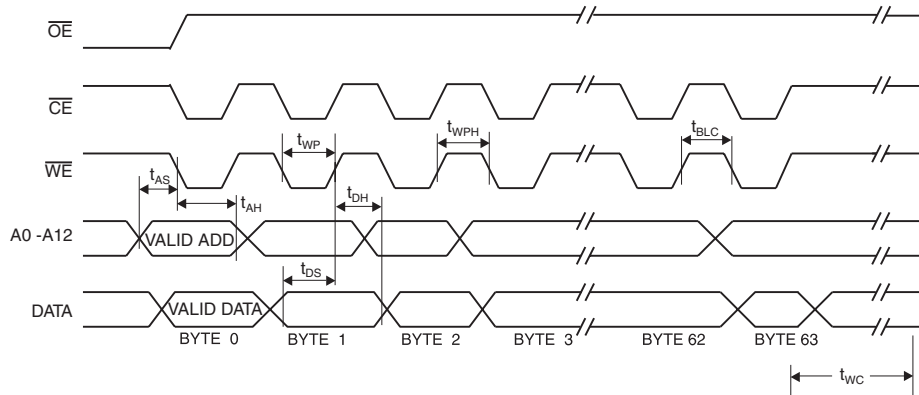 OE
CE
tWP
tWPH
tBLC
WE
tAS
tAH
tDH
A0 -A12
VALID ADD
tDS
DATA
VALID DATA
BYTE 0 BYTE 1 BYTE 2 BYTE 3 BYTE 62 BYTE 63
tWC